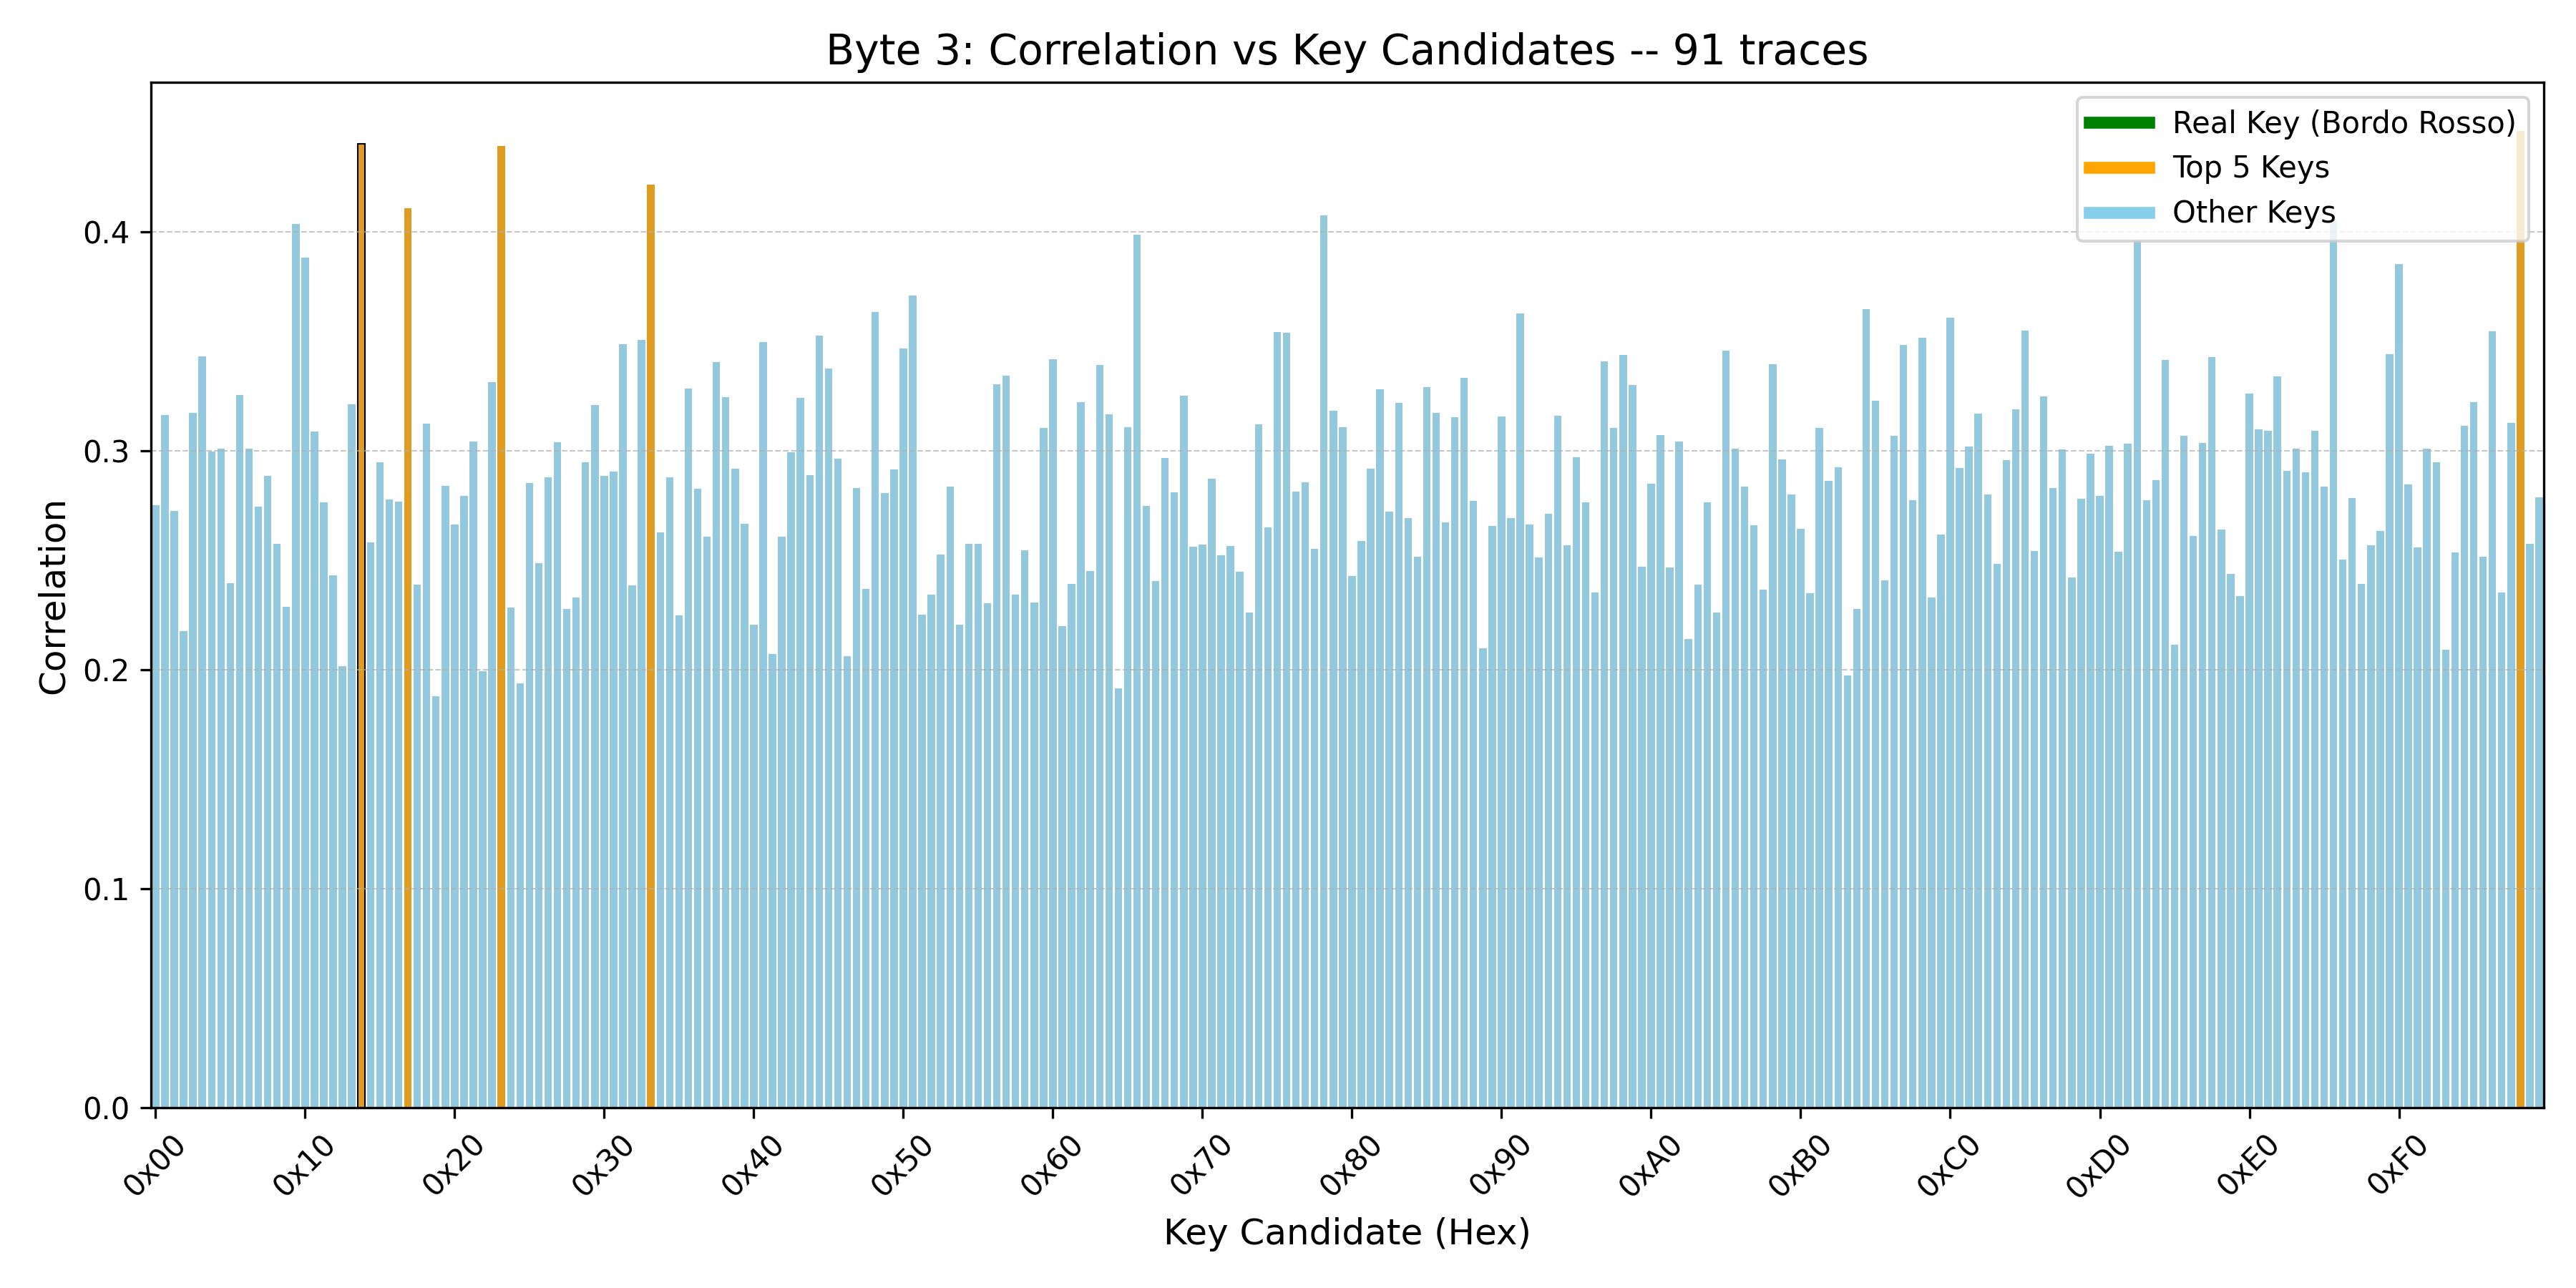 Byte 3: Correlation vs Key Candidates -- 91 traces
Real Key (Bordo Rosso)
Top 5 Keys
Other Keys
Correlation
0.4
0.3
0.2
0.1
0.0
0x00 0x10 0x20 0x30 0x40 0x50 0x60 0x70 0x80 0x90 0xA0 0xB0 0xC0 0xD0 0xE0 0xF0
Key Candidate (Hex)